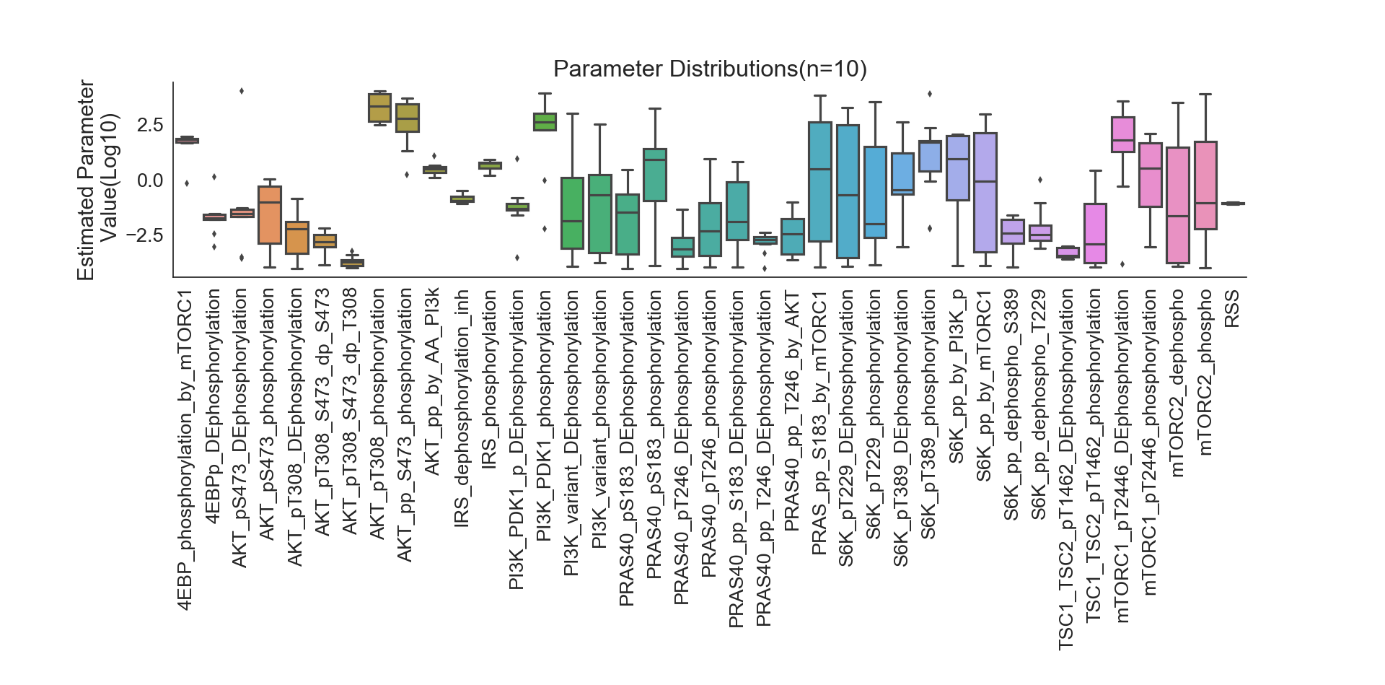 Parameter Distributions(n=10)
Estimated Parameter
Value(Log10)
2.5
0.0
−2.5
4EBP_phosphorylation_by_mTORC1
4EBPp_DEphorylation
AKT_pS473_DEphosphorylation
AKT_pS473_phosphorylation
AKT_pT308_DEphosphorylation
AKT_pT308_S473_dp_S473
AKT_pT308_S473_dp_T308
AKT_pT308_phosphorylation
AKT_pp_S473_phosphorylation
AKT_pp_by_AA_PI3k
IRS_dephosphorylation_inh
IRS_phosphorylation
PI3K_PDK1_p_DEphosphorylation
PI3K_PDK1_phosphorylation
PI3K_variant_DEphosphorylation
PI3K_variant_phosphorylation
PRAS40_pS183_DEphosphorylation
PRAS40_pS183_phosphorylation
PRAS40_pT246_DEphosphorylation
PRAS40_pT246_phosphorylation
PRAS40_pp_S183_DEphosphorylation
PRAS40_pp_T246_DEphosphorylation
PRAS40_pp_T246_by_AKT
PRAS_pp_S183_by_mTORC1
S6K_pT229_DEphosphorylation
S6K_pT229_phosphorylation
S6K_pT389_DEphosphorylation
S6K_pT389_phosphorylation
S6K_pp_by_PI3K_p
S6K_pp_by_mTORC1
S6K_pp_dephospho_S389
S6K_pp_dephospho_T229
TSC1_TSC2_pT1462_DEphosphorylation
TSC1_TSC2_pT1462_phosphorylation
mTORC1_pT2446_DEphosphorylation
mTORC1_pT2446_phosphorylation
mTORC2_dephospho
mTORC2_phospho
RSS